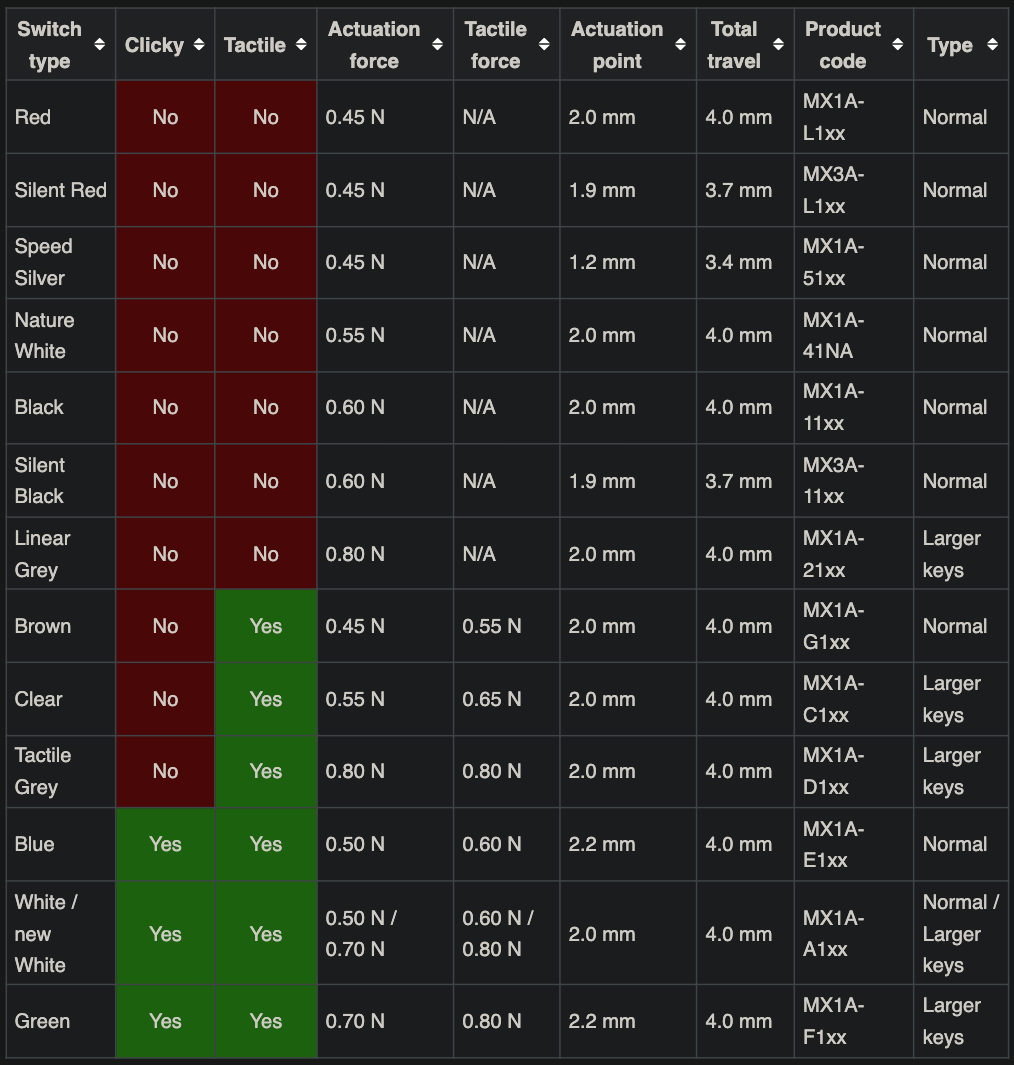 Switch type Clicky Tactile Actuation force Tactile force Actuation point Total travel Product code Type
Red No No 0.45 N N/A 2.0 mm 4.0 mm MX1A-L1xx Normal
Silent Red No No 0.45 N N/A 1.9 mm 3.7 mm MX3A-L1xx Normal
Speed Silver No No 0.45 N N/A 1.2 mm 3.4 mm MX1A-51xx Normal
Nature White No No 0.55 N N/A 2.0 mm 4.0 mm MX1A-41NA Normal
Black No No 0.60 N N/A 2.0 mm 4.0 mm MX1A-11xx Normal
Silent Black No No 0.60 N N/A 1.9 mm 3.7 mm MX3A-11xx Normal
Linear Grey No No 0.80 N N/A 2.0 mm 4.0 mm MX1A-21xx Larger keys
Brown No Yes 0.45 N 0.55 N 2.0 mm 4.0 mm MX1A-G1xx Normal
Clear No Yes 0.55 N 0.65 N 2.0 mm 4.0 mm MX1A-C1xx Larger keys
Tactile Grey No Yes 0.80 N 0.80 N 2.0 mm 4.0 mm MX1A-D1xx Larger keys
Blue Yes Yes 0.50 N 0.60 N 2.2 mm 4.0 mm MX1A-E1xx Normal
White / new White Yes Yes 0.50 N / 0.70 N 0.60 N / 0.80 N 2.0 mm 4.0 mm MX1A-A1xx Normal / Larger keys
Green Yes Yes 0.70 N 0.80 N 2.2 mm 4.0 mm MX1A-F1xx Larger keys